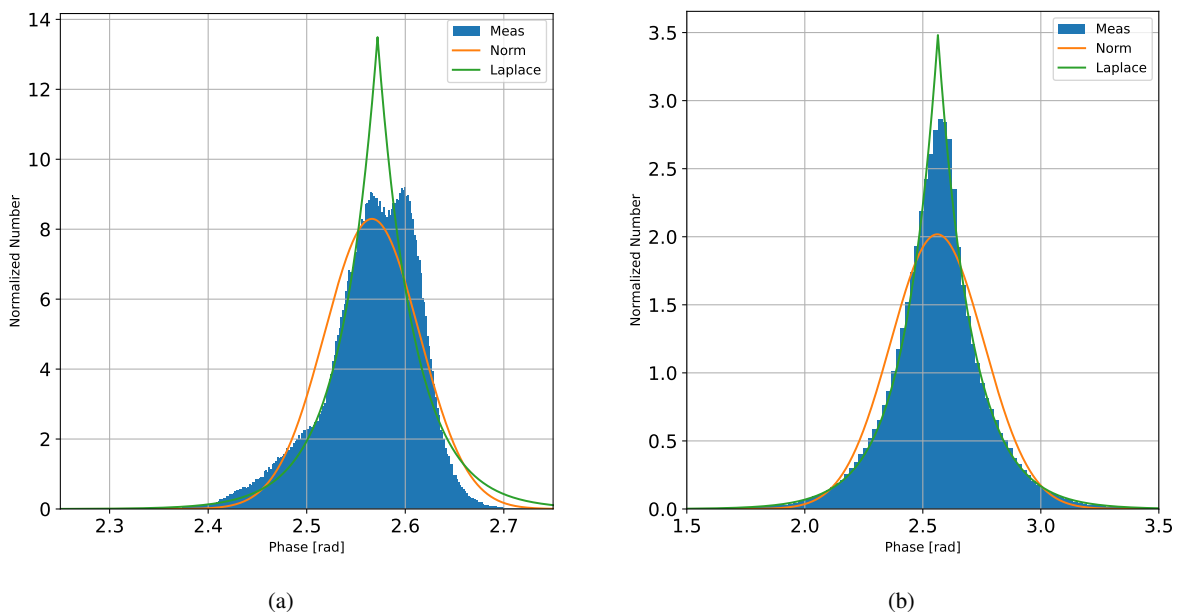 14
12
10
8
6
4
2
0
Normalized Number
2.3
2.4
2.5
2.6
2.7
Phase [rad]
Meas
Norm
Laplace
(a)
3.5
3.0
2.5
2.0
1.5
1.0
0.5
0.0
Normalized Number
1.5
2.0
2.5
3.0
3.5
Phase [rad]
Meas
Norm
Laplace
(b)